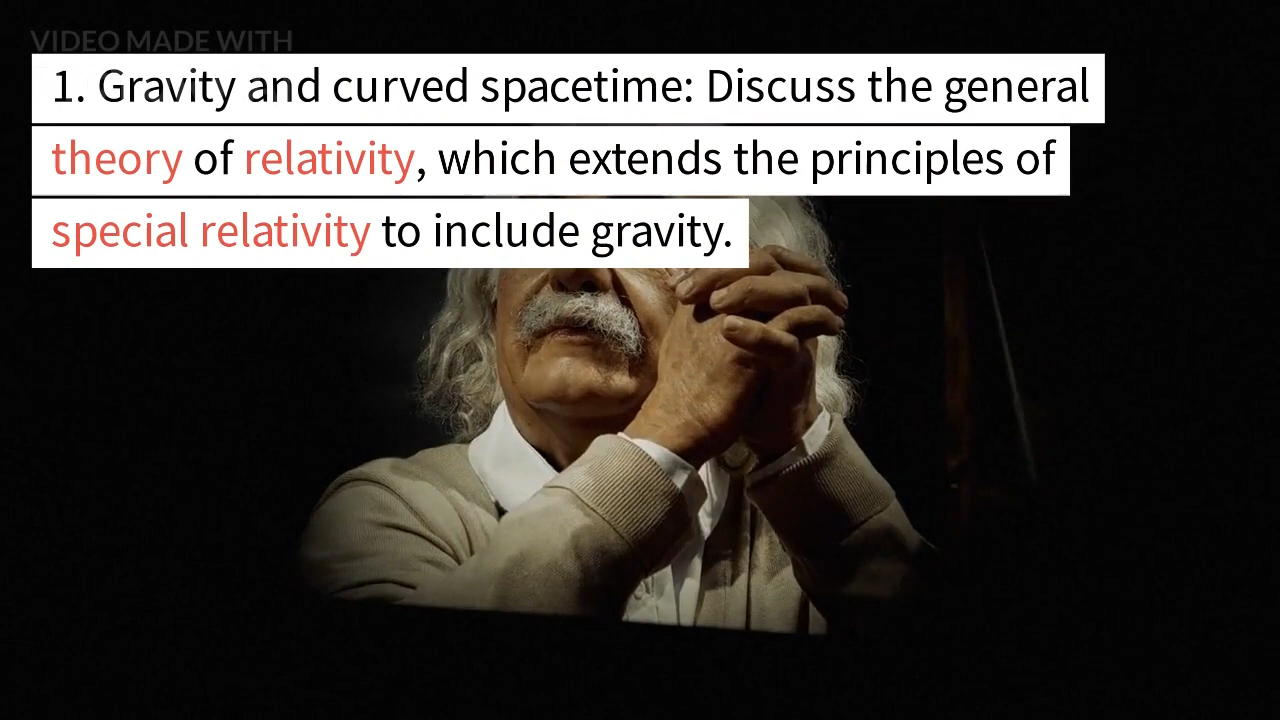 VIDEO MADE WITH
1. Gravity and curved spacetime: Discuss the general
theory of relativity, which extends the principles of
special relativity to include gravity.